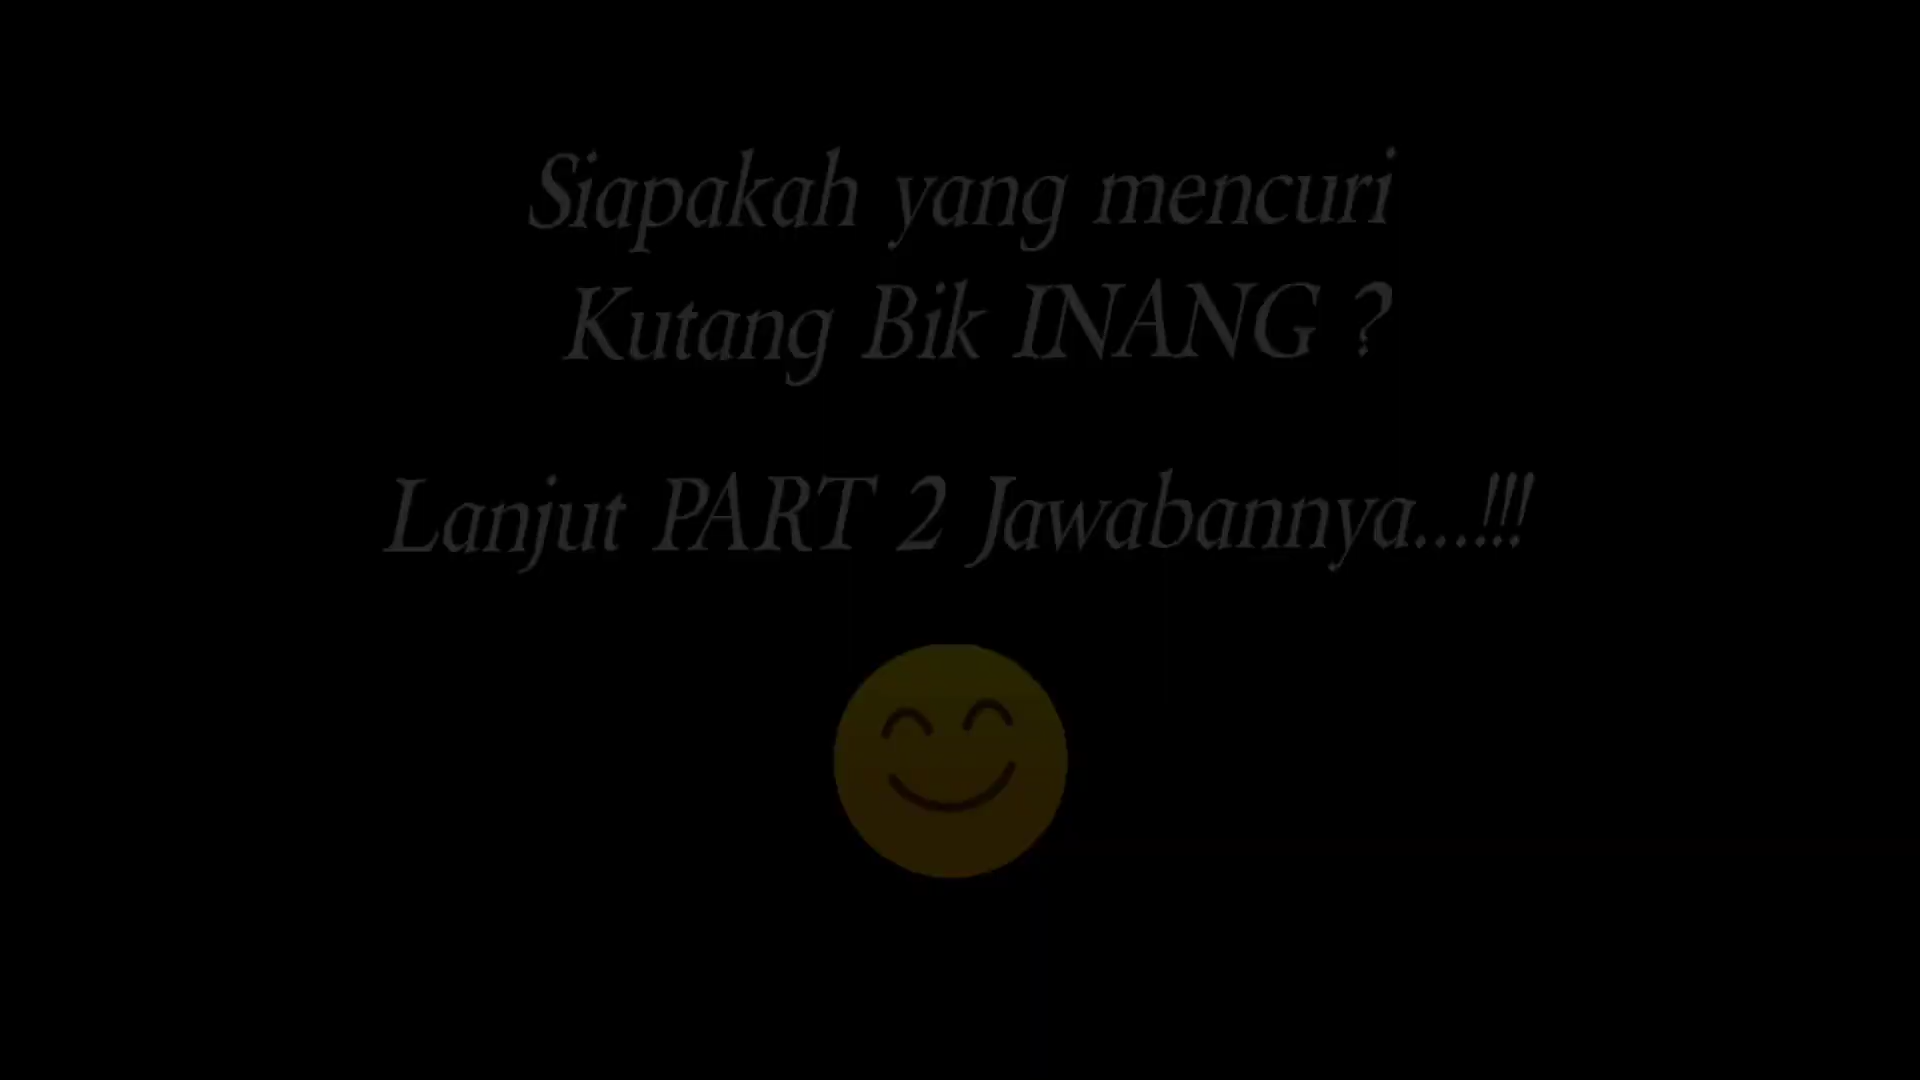 Siapakah yang mencuri
Kutang Bik INANG ?
Lanjut PART 2 Jawabannya...!!!